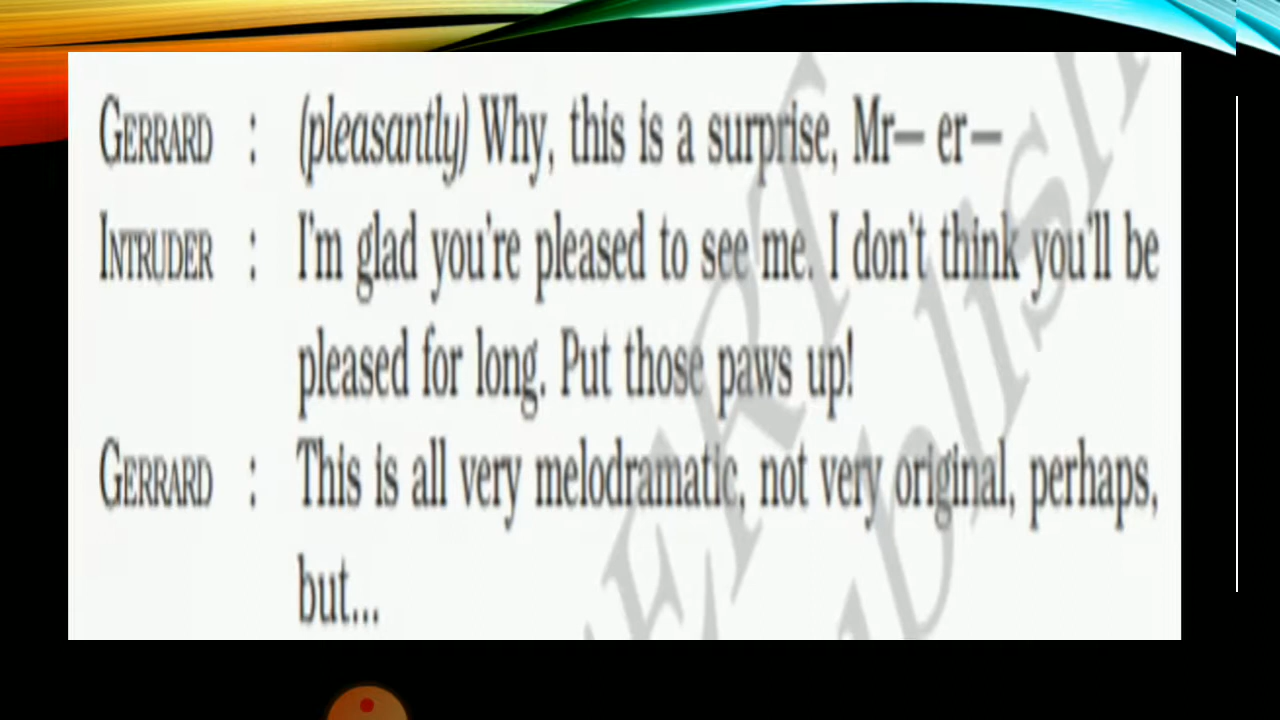 GERRARD : (pleasantly) Why, this is a surprise, Mr— er—
INTRUDER : I'm glad you're pleased to see me. I don't think you'll be
pleased for long. Put those paws up!
GERRARD : This is all very melodramatic, not very original, perhaps,
but...